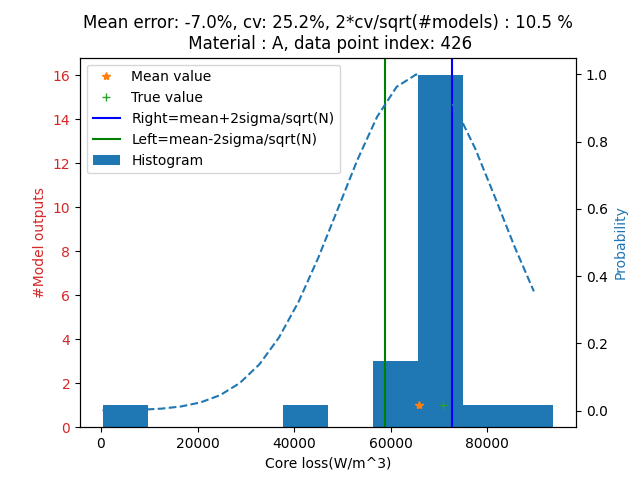 Mean error: -7.0%, cv: 25.2%, 2*cv/sqrt(#models) : 10.5 %
Material : A, data point index: 426
Mean value
True value
Right=mean+2sigma/sqrt(N)
Left=mean-2sigma/sqrt(N)
Histogram
16
14
12
10
8
6
4
2
0
#Model outputs
1.0
0.8
0.6
0.4
0.2
0.0
Probability
0
20000
40000
60000
80000
Core loss(W/m^3)